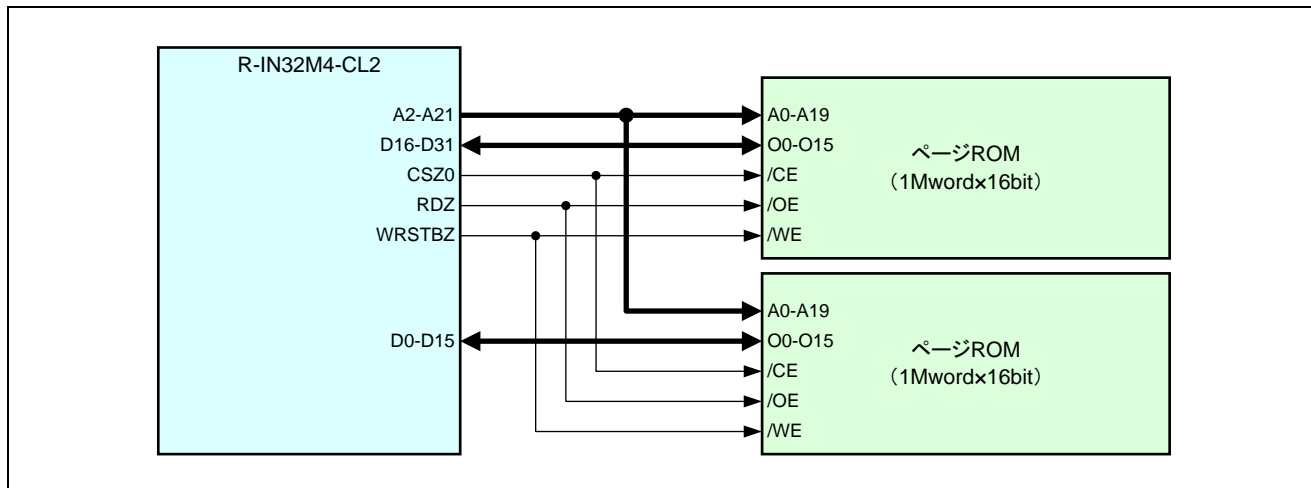 R-IN32M4-CL2
A2-A21
D16-D31
CSZ0
RDZ
WRSTBZ
D0-D15
A0-A19
O0-O15
/CE
/OE
/WE
ページROM
（1Mword×16bit）
A0-A19
O0-O15
/CE
/OE
/WE
ページROM
（1Mword×16bit）